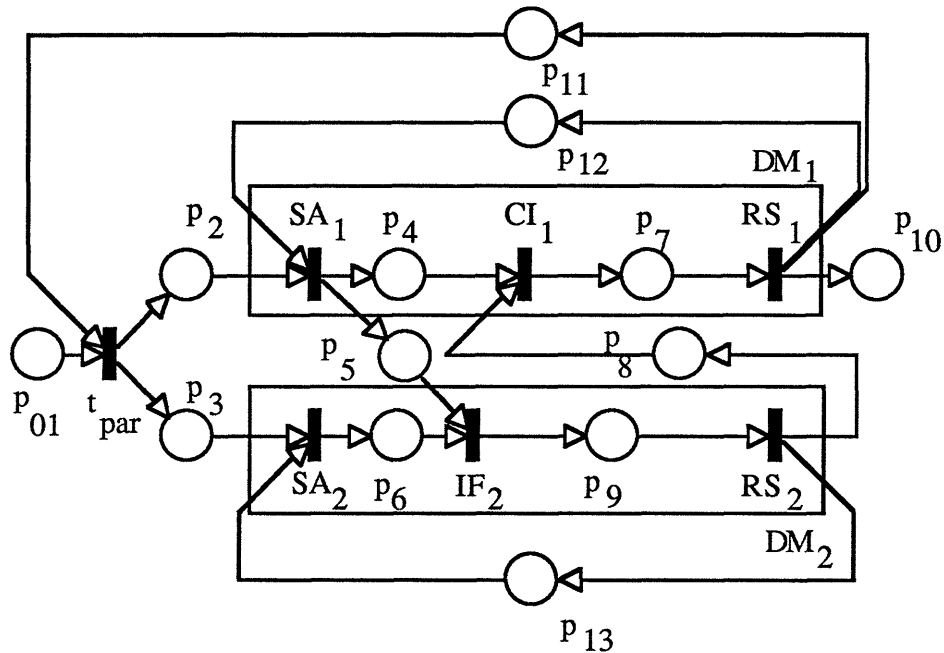 p11
p12
DM1
p2
SA1
p4
CI1
p7
RS1
p10
p01
tpar
p3
p5
p8
SA2
p6
IF2
p9
RS2
DM2
p13